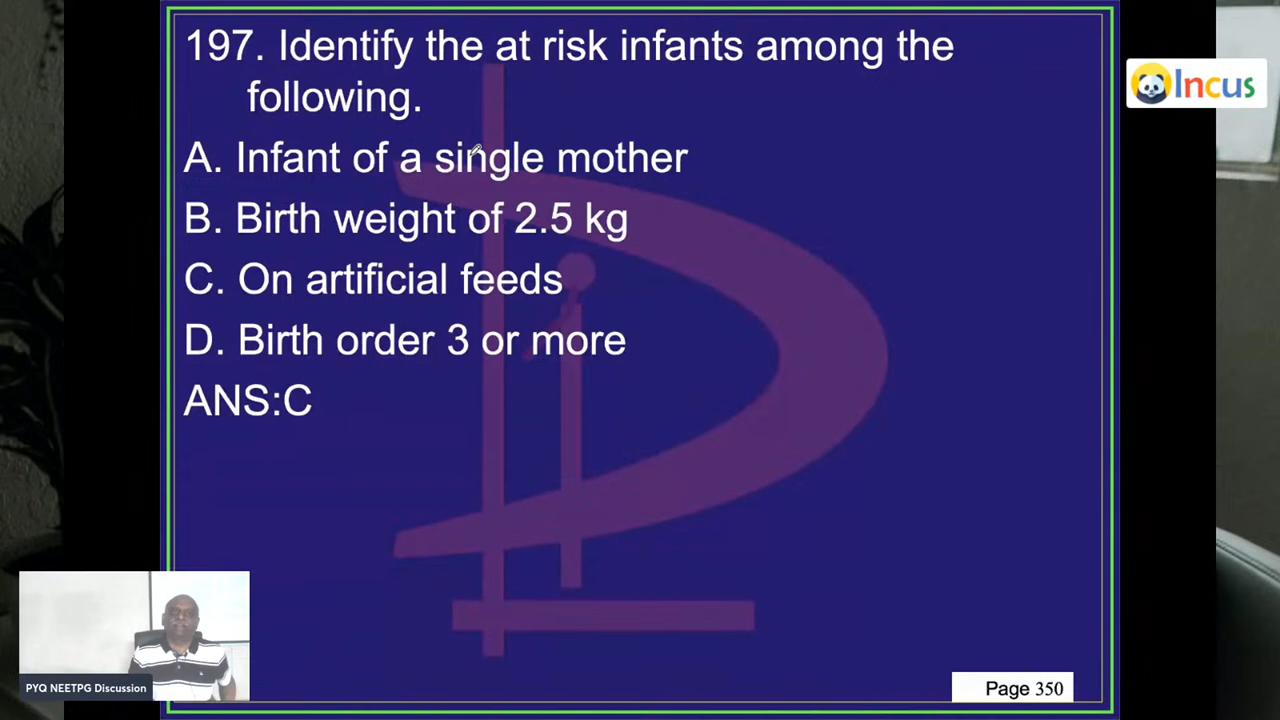 197. Identify the at risk infants among the
following.
A. Infant of a single mother
B. Birth weight of 2.5 kg
C. On artificial feeds
D. Birth order 3 or more
ANS:C
Incus
PYQ NEETPG Discussion
Page 350